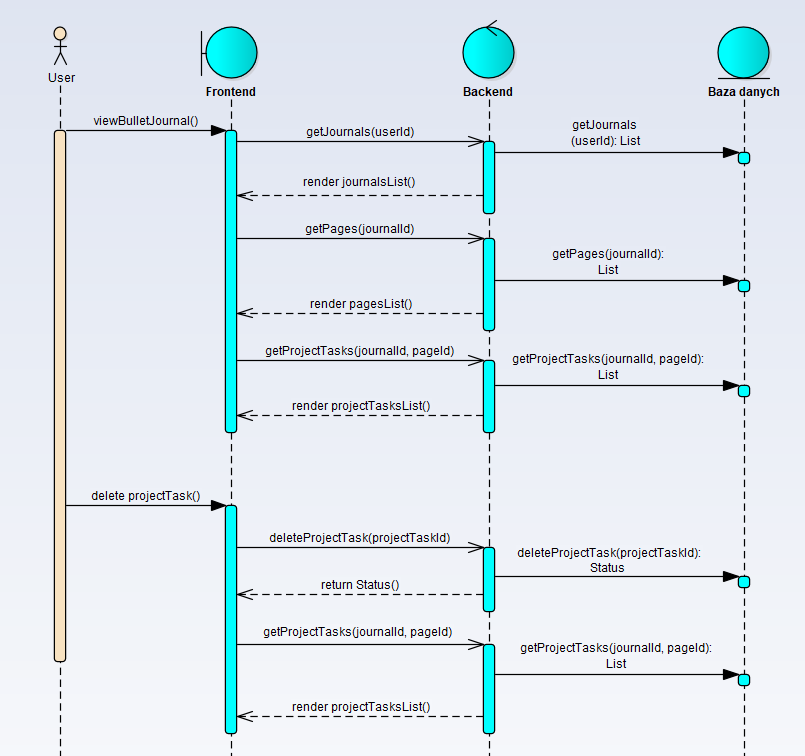 User
Frontend
Backend
Baza danych
viewBulletJournal()
getJournals(userId)
getJournals
(userId): List
render journalsList()
getPages(journalId)
getPages(journalId):
List
render pagesList()
getProjectTasks(journalId, pageId)
getProjectTasks(journalId, pageId):
List
render projectTasksList()
delete projectTask()
deleteProjectTask(projectTaskId)
deleteProjectTask(projectTaskId):
Status
return Status()
getProjectTasks(journalId, pageId)
getProjectTasks(journalId, pageId):
List
render projectTasksList()